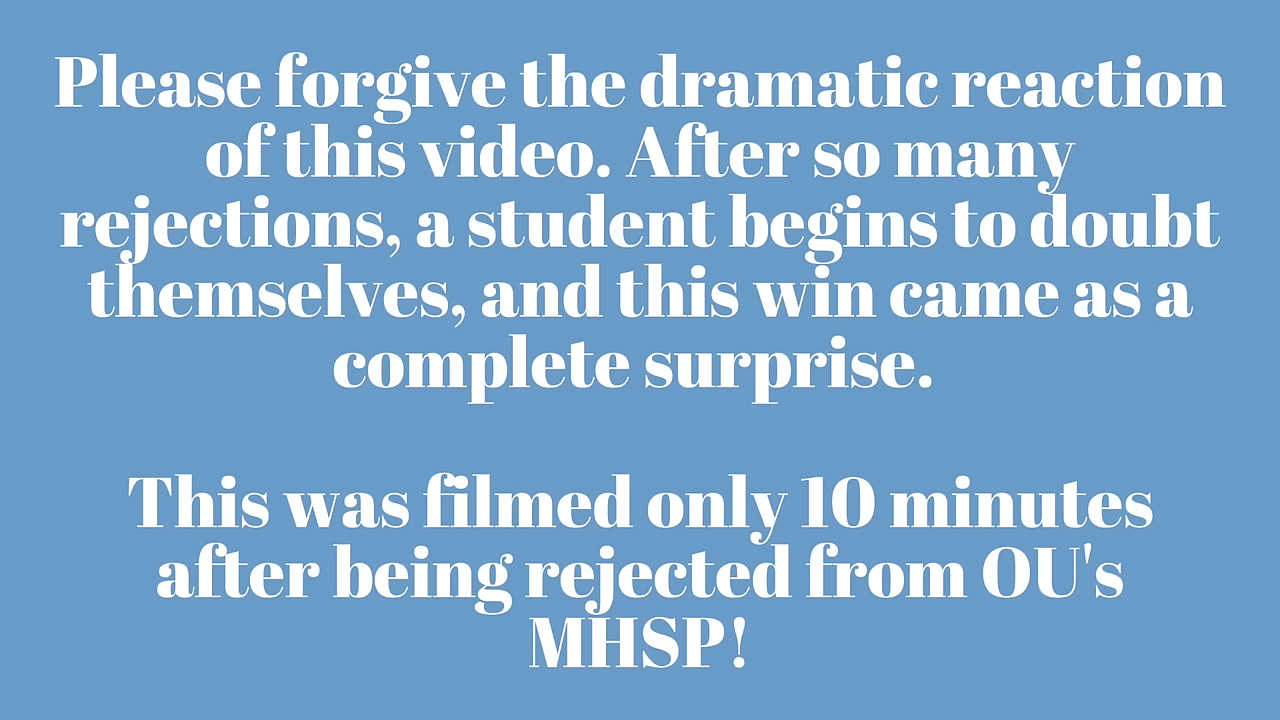 Please forgive the dramatic reaction
of this video. After so many
rejections, a student begins to doubt
themselves, and this win came as a
complete surprise.
This was filmed only 10 minutes
after being rejected from OU's
MHSP!